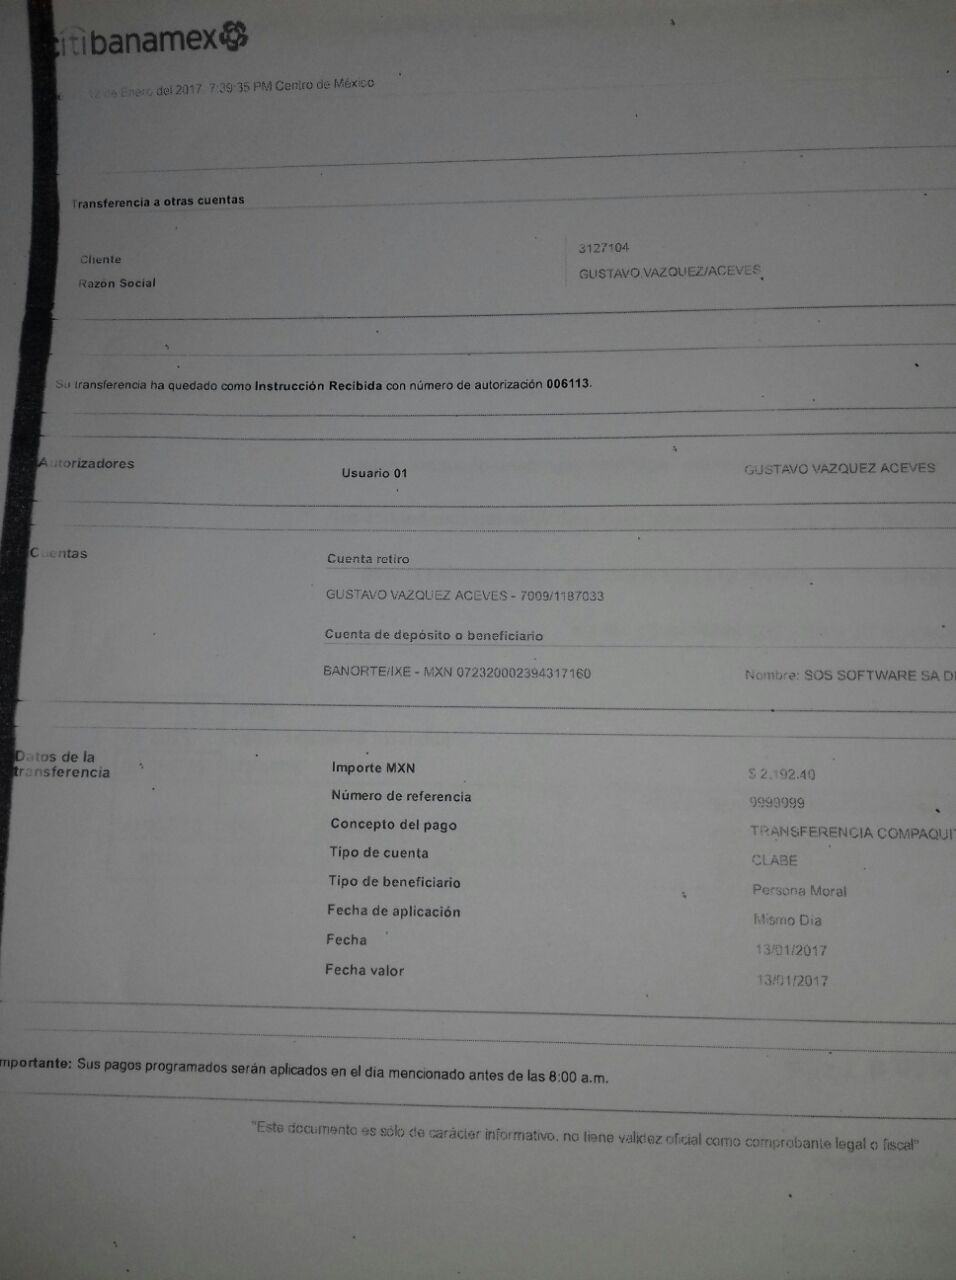 citibanamex
12 de Enero del 2017, 7:39:35 PM Centro de México
Transferencia a otras cuentas
Cliente 3127104
Razón Social GUSTAVO,VAZQUEZ/ACEVES
Su transferencia ha quedado como Instrucción Recibida con número de autorización 006113.
Autorizadores Usuario 01 GUSTAVO VAZQUEZ ACEVES
Cuentas Cuenta retiro
GUSTAVO VAZQUEZ ACEVES - 7009/1187033
Cuenta de depósito o beneficiario
BANORTE/IXE - MXN 072320002394317160 Nombre: SOS SOFTWARE SA DE
Datos de la
transferencia
Importe MXN $ 2,192.40
Número de referencia 9999999
Concepto del pago TRANSFERENCIA COMPAQUIT
Tipo de cuenta CLABE
Tipo de beneficiario Persona Moral
Fecha de aplicación Mismo Día
Fecha 13/01/2017
Fecha valor 13/01/2017
mportante: Sus pagos programados serán aplicados en el día mencionado antes de las 8:00 a.m.
"Este documento es sólo de carácter informativo, no tiene validez oficial como comprobante legal o fiscal"